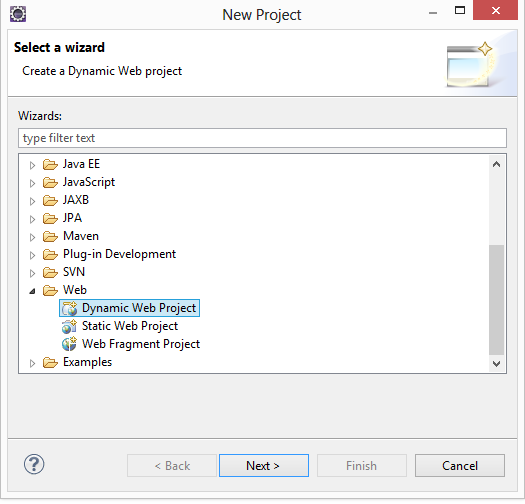 New Project
Select a wizard
Create a Dynamic Web project
Wizards:
type filter text
Java EE
JavaScript
JAXB
JPA
Maven
Plug-in Development
SVN
Web
Dynamic Web Project
Static Web Project
Web Fragment Project
Examples
? < Back Next > Finish Cancel